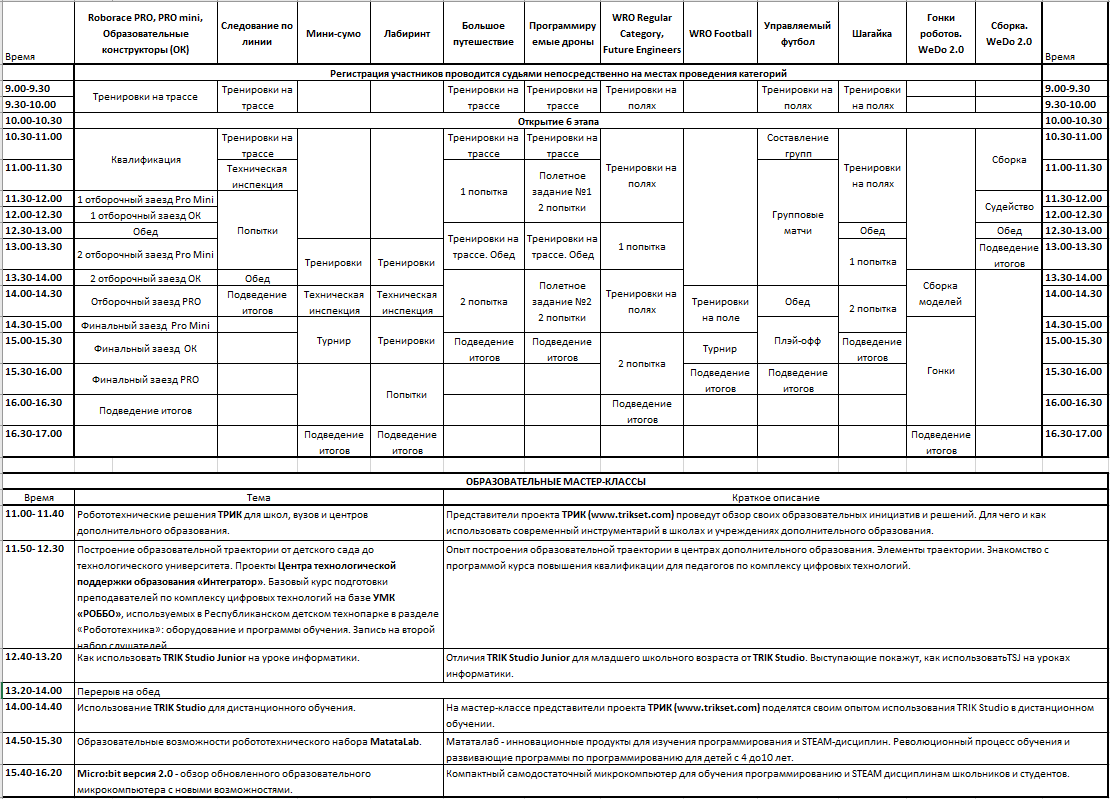 Время
Roborace PRO, PRO mini,
Образовательные
конструкторы (ОК)
Следование по
линии
Мини-сумо
Лабиринт
Большое
путешествие
Программиру
емые дроны
WRO Regular
Category,
Future Engineers
WRO Football
Управляемый
футбол
Шагайка
Гонки
роботов.
WeDo 2.0
Сборка.
WeDo 2.0
Время
Регистрация участников проводится судьями непосредственно на местах проведения категорий
9.00-9.30
Тренировки на трассе
Тренировки на
трассе
Тренировки на
трассе
Тренировки на
трассе
Тренировки на
полях
Тренировки на
полях
Тренировки
на полях
9.00-9.30
9.30-10.00
9.30-10.00
10.00-10.30
Открытие 6 этапа
10.00-10.30
10.30-11.00
Квалификация
Тренировки на
трассе
Тренировки на
трассе
Тренировки на
трассе
Тренировки на
полях
Составление
групп
Тренировки
на полях
Сборка
10.30-11.00
11.00-11.30
Техническая
инспекция
1 попытка
Полетное
задание №1
2 попытки
Групповые
матчи
11.00-11.30
11.30-12.00
1 отборочный заезд Pro Mini
Попытки
Судейство
11.30-12.00
12.00-12.30
1 отборочный заезд ОК
12.00-12.30
12.30-13.00
Обед
Тренировки на
трассе. Обед
Тренировки на
трассе. Обед
1 попытка
Обед
Обед
12.30-13.00
13.00-13.30
2 отборочный заезд Pro Mini
Тренировки
Тренировки
1 попытка
Подведение
итогов
13.00-13.30
13.30-14.00
2 отборочный заезд ОК
Обед
2 попытка
Полетное
задание №2
2 попытки
Тренировки на
полях
Сборка
моделей
13.30-14.00
14.00-14.30
Отборочный заезд PRO
Подведение
итогов
Техническая
инспекция
Техническая
инспекция
Тренировки
на поле
Обед
2 попытка
14.00-14.30
14.30-15.00
Финальный заезд Pro Mini
Турнир
Тренировки
Плэй-офф
Гонки
14.30-15.00
15.00-15.30
Финальный заезд ОК
Подведение
итогов
Подведение
итогов
2 попытка
Турнир
Подведение
итогов
15.00-15.30
15.30-16.00
Финальный заезд PRO
Попытки
Подведение
итогов
Подведение
итогов
15.30-16.00
16.00-16.30
Подведение итогов
Подведение
итогов
16.00-16.30
16.30-17.00
Подведение
итогов
Подведение
итогов
Подведение
итогов
16.30-17.00
ОБРАЗОВАТЕЛЬНЫЕ МАСТЕР-КЛАССЫ
Время
Тема
Краткое описание
11.00- 11.40
Робототехнические решения ТРИК для школ, вузов и центров
дополнительного образования.
Представители проекта ТРИК (www.trikset.com) проведут обзор своих образовательных инициатив и решений. Для чего и как
использовать современный инструментарий в школах и учреждениях дополнительного образования.
11.50- 12.30
Построение образовательной траектории от детского сада до
технологического университета. Проекты Центра технологической
поддержки образования «Интегратор». Базовый курс подготовки
преподавателей по комплексу цифровых технологий на базе УМК
«РОББО», используемых в Республиканском детском технопарке в разделе
«Робототехника»: оборудование и программы обучения. Запись на второй
набор слушателей
Опыт построения образовательной траектории в центрах дополнительного образования. Элементы траектории. Знакомство с
программой курса повышения квалификации для педагогов по комплексу цифровых технологий.
12.40-13.20
Как использовать TRIK Studio Junior на уроке информатики.
Отличия TRIK Studio Junior для младшего школьного возраста от TRIK Studio. Выступающие покажут, как использоватьTSJ на уроках
информатики.
13.20-14.00
Перерыв на обед
14.00-14.40
Использование TRIK Studio для дистанционного обучения.
На мастер-классе представители проекта ТРИК (www.trikset.com) поделятся своим опытом использования TRIK Studio в дистанционном
обучении.
14.50-15.30
Образовательные возможности робототехнического набора MatataLab.
Мататалаб - инновационные продукты для изучения программирования и STEAM-дисциплин. Революционный процесс обучения и
развивающие программы по программированию для детей с 4 до10 лет.
15.40-16.20
Micro:bit версия 2.0 - обзор обновленного образовательного
микрокомпьютера с новыми возможностями.
Компактный самодостаточный микрокомпьютер для обучения программированию и STEAM дисциплинам школьников и студентов.